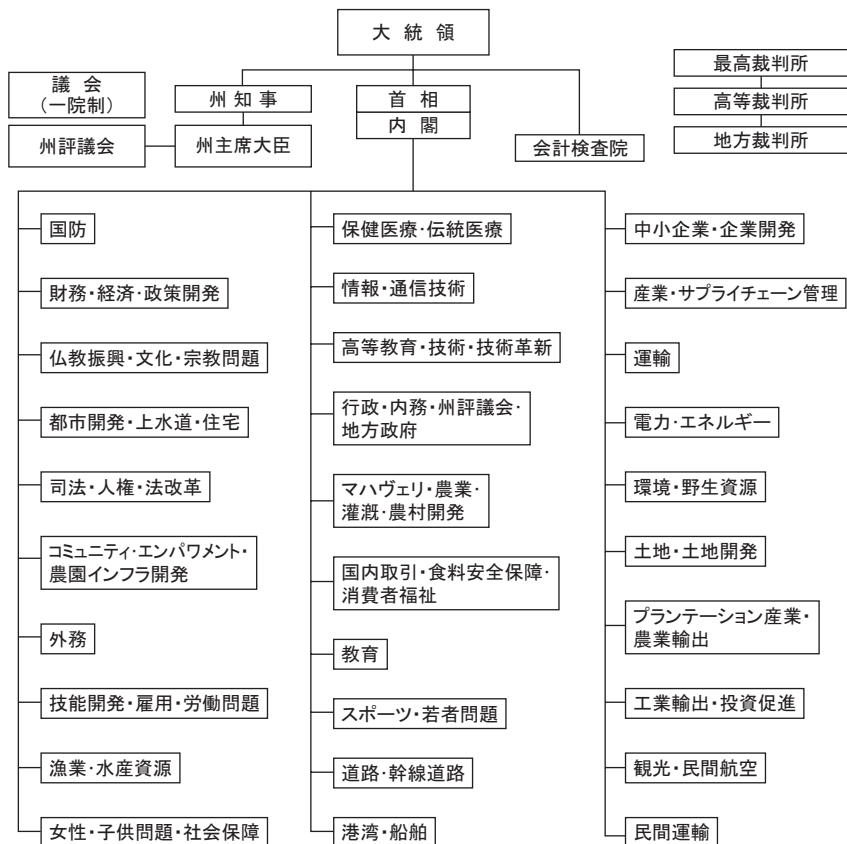 大統領
議会
(一院制)
州知事
首相
内閣
州評議会
州主席大臣
会計検査院
最高裁判所
高等裁判所
地方裁判所
国防
財務・経済・政策開発
仏教振興・文化・宗教問題
都市開発・上水道・住宅
司法・人権・法改革
コミュニティ・エンパワメント・
農園インフラ開発
外務
技能開発・雇用・労働問題
漁業・水産資源
女性・子供問題・社会保障
保健医療・伝統医療
情報・通信技術
高等教育・技術・技術革新
行政・内務・州評議会・
地方政府
マハヴェリ・農業・
灌漑・農村開発
国内取引・食料安全保障・
消費者福祉
教育
スポーツ・若者問題
道路・幹線道路
港湾・船舶
中小企業・企業開発
産業・サプライチェーン管理
運輸
電力・エネルギー
環境・野生資源
土地・土地開発
プランテーション産業・
農業輸出
工業輸出・投資促進
観光・民間航空
民間運輸